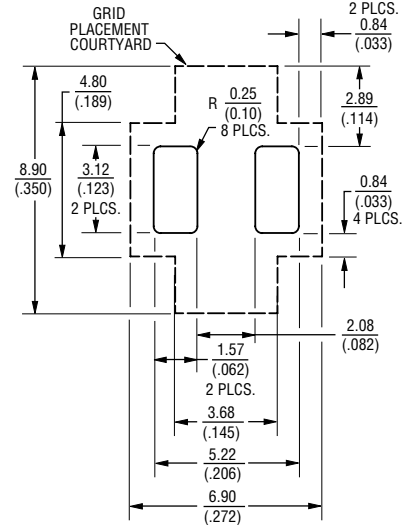 GRID
PLACEMENT
COURTYARD
2 PLCS.
0.84
(.033)
4.80
(.189)
R 0.25
(0.10)
8 PLCS.
2.89
(.114)
8.90
(.350)
3.12
(.123)
2 PLCS.
0.84
(.033)
4 PLCS.
2.08
(.082)
1.57
(.062)
2 PLCS.
3.68
(.145)
5.22
(.206)
6.90
(.272)